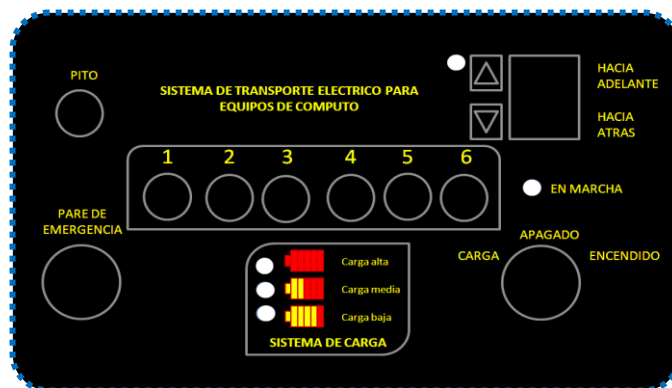 PITO
SISTEMA DE TRANSPORTE ELECTRICO PARA
EQUIPOS DE COMPUTO
HACIA
ADELANTE
HACIA
ATRAS
1 2 3 4 5 6
EN MARCHA
PARE DE
EMERGENCIA
APAGADO
CARGA
ENCENDIDO
Carga alta
Carga media
Carga baja
SISTEMA DE CARGA